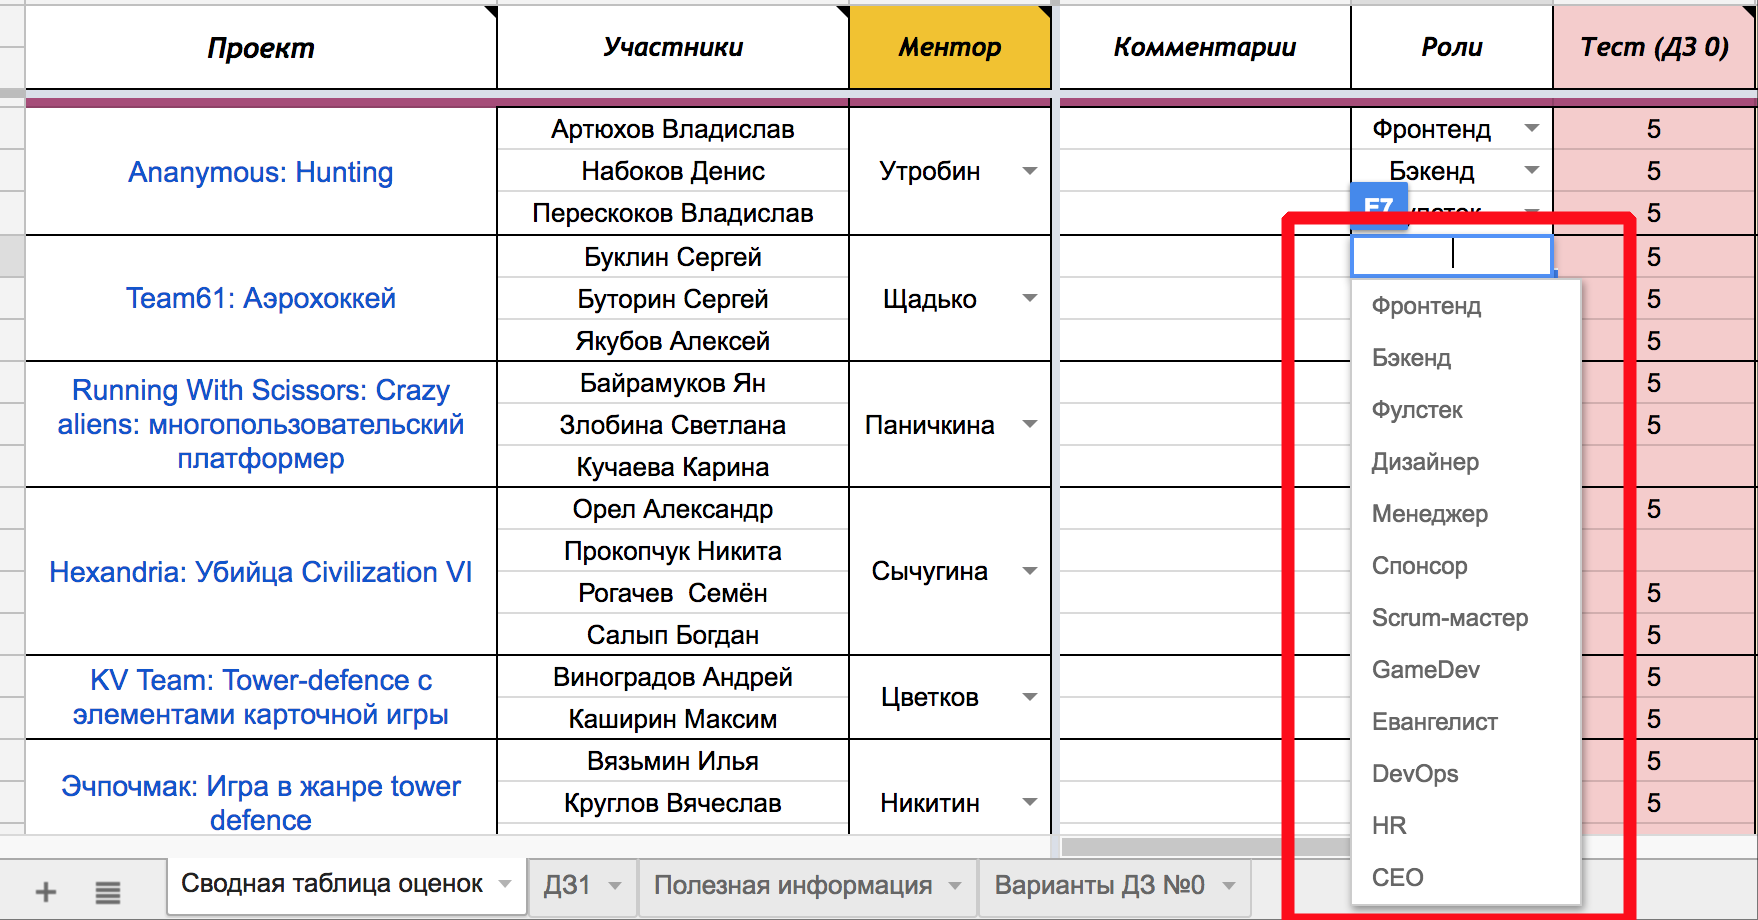 Проект
Участники
Ментор
Комментарии
Роли
Тест (ДЗ 0)
Ananymous: Hunting
Артюхов Владислав
Набоков Денис
Перескоков Владислав
Утробин
Фронтенд
Бэкенд
5
5
5
Team61: Аэрохоккей
Буклин Сергей
Буторин Сергей
Якубов Алексей
Щадько
5
5
5
Running With Scissors: Crazy
aliens: многопользовательский
платформер
Байрамуков Ян
Злобина Светлана
Кучаева Карина
Паничкина
5
5
Hexandria: Убийца Civilization VI
Орел Александр
Прокопчук Никита
Рогачев  Семён
Салып Богдан
Сычугина
5
5
5
KV Team: Tower-defence с
элементами карточной игры
Виноградов Андрей
Каширин Максим
Цветков
5
5
Эчпочмак: Игра в жанре tower
defence
Вязьмин Илья
Круглов Вячеслав
Никитин
5
5
Фронтенд
Бэкенд
Фулстек
Дизайнер
Менеджер
Спонсор
Scrum-мастер
GameDev
Евангелист
DevOps
HR
CEO
Сводная таблица оценок
ДЗ1
Полезная информация
Варианты ДЗ №0